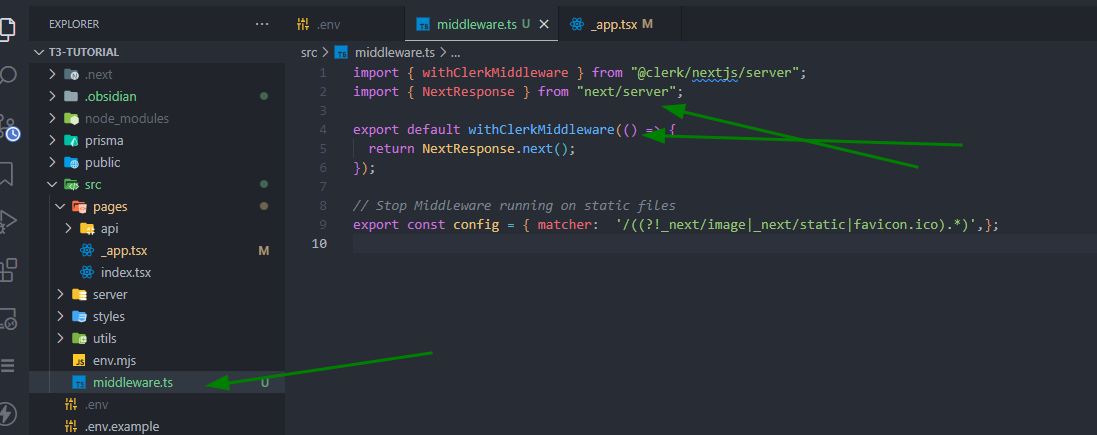 EXPLORER
T3-TUTORIAL
.next
.obsidian
node_modules
prisma
public
src
pages
api
_app.tsx M
index.tsx
server
styles
utils
env.mjs
middleware.ts U
.env
.env.example
.env
middleware.ts U
_app.tsx M
src > middleware.ts > ...
1 import { withClerkMiddleware } from "@clerk/nextjs/server";
2 import { NextResponse } from "next/server";
3
4 export default withClerkMiddleware(() => {
5 return NextResponse.next();
6 });
7
8 // Stop Middleware running on static files
9 export const config = { matcher: '/((?!_next/image|_next/static|favicon.ico).*)',};
10